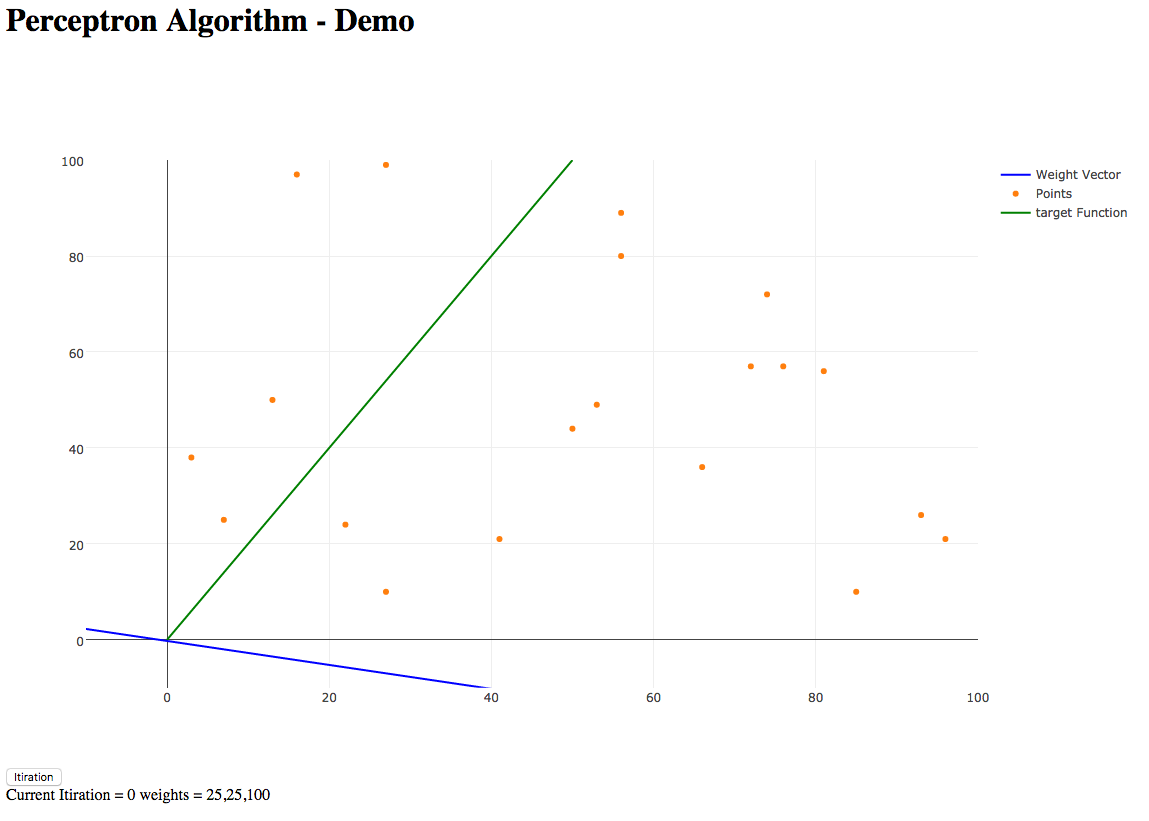 Perceptron Algorithm - Demo
100
80
60
40
20
0
0 20 40 60 80 100
Weight Vector
Points
target Function
Itiration
Current Itiration = 0 weights = 25,25,100